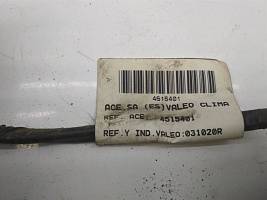 4515401
ACE,SA (ES)VALEO CLIMA
REF. ACE: 4515401
REF.Y IND.VALEO:031020R